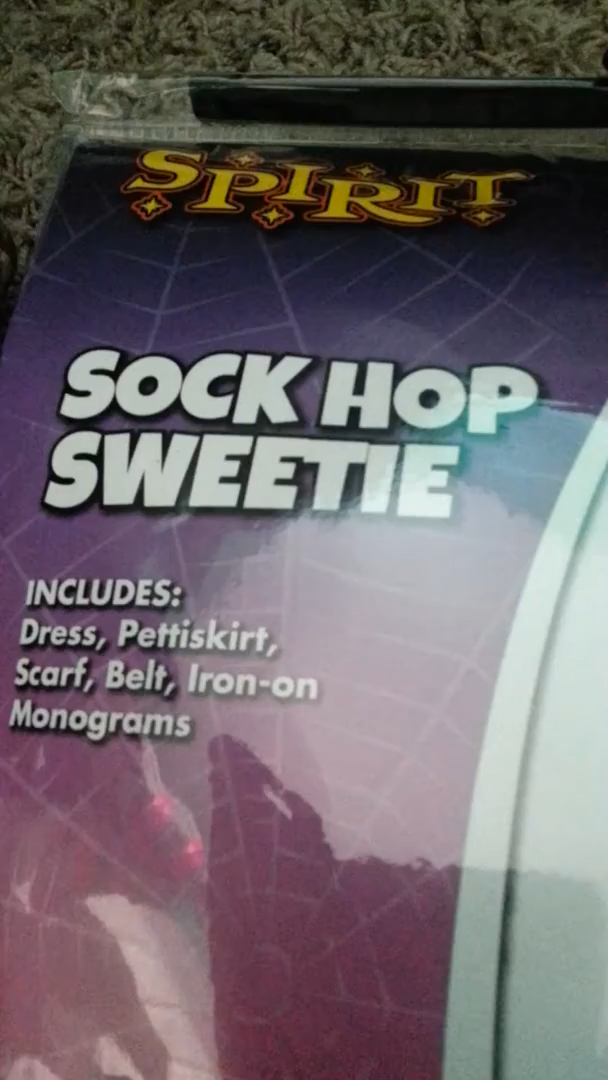 SPIRIT
SOCK HOP
SWEETIE
INCLUDES:
Dress, Pettiskirt,
Scarf, Belt, Iron-on
Monograms